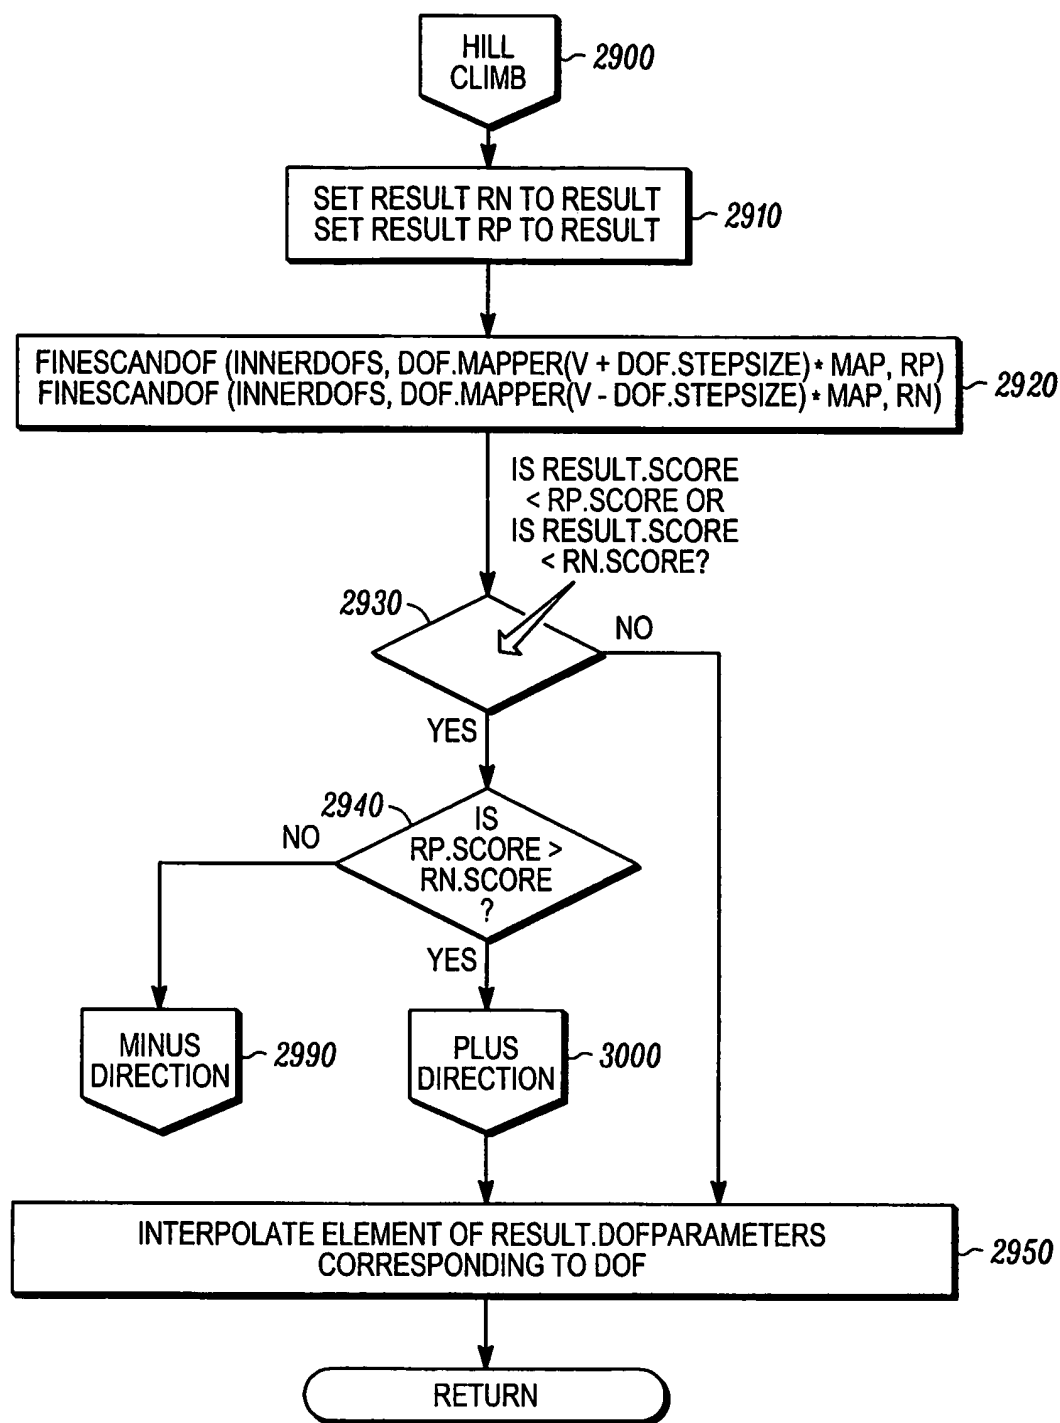 HILL
CLIMB
2900
SET RESULT RN TO RESULT
SET RESULT RP TO RESULT
2910
FINESCANDOF (INNERDOFS, DOF.MAPPER(V + DOF.STEPSIZE) * MAP, RP)
FINESCANDOF (INNERDOFS, DOF.MAPPER(V - DOF.STEPSIZE) * MAP, RN)
2920
IS RESULT.SCORE
< RP.SCORE OR
IS RESULT.SCORE
< RN.SCORE?
2930
NO
YES
2940
IS
RP.SCORE >
RN.SCORE
?
NO
YES
MINUS
DIRECTION
2990
PLUS
DIRECTION
3000
INTERPOLATE ELEMENT OF RESULT.DOFPARAMETERS
CORRESPONDING TO DOF
2950
RETURN